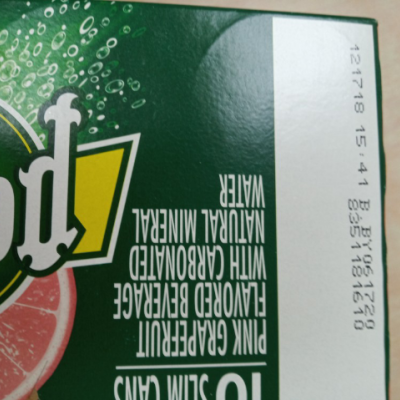 10 SLIM CANS
PINK GRAPEFRUIT
FLAVORED BEVERAGE
WITH CARBONATED
NATURAL MINERAL
WATER
121718 15:41 B BY061720
8351181610